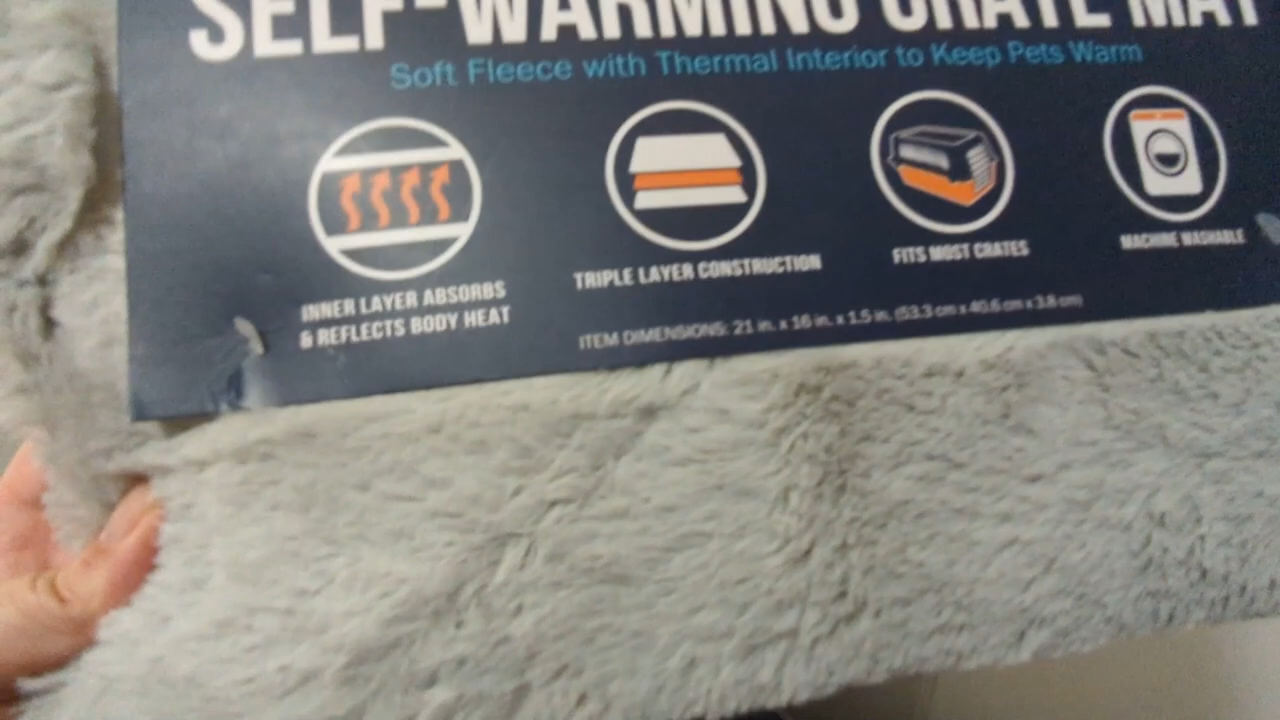 SELF-WARMING CRATE MAT
Soft Fleece with Thermal Interior to Keep Pets Warm
INNER LAYER ABSORBS
& REFLECTS BODY HEAT
TRIPLE LAYER CONSTRUCTION
FITS MOST CRATES
MACHINE WASHABLE
ITEM DIMENSIONS: 21 in. x 16 in. x 1.5 in. (53.3 cm x 40.6 cm x 3.8 cm)